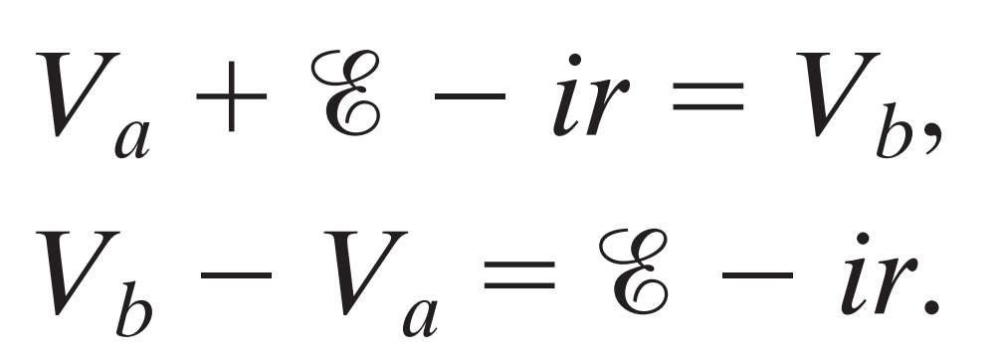 Vₐ + ℰ − ir = V_b,
V_b − Vₐ = ℰ − ir.